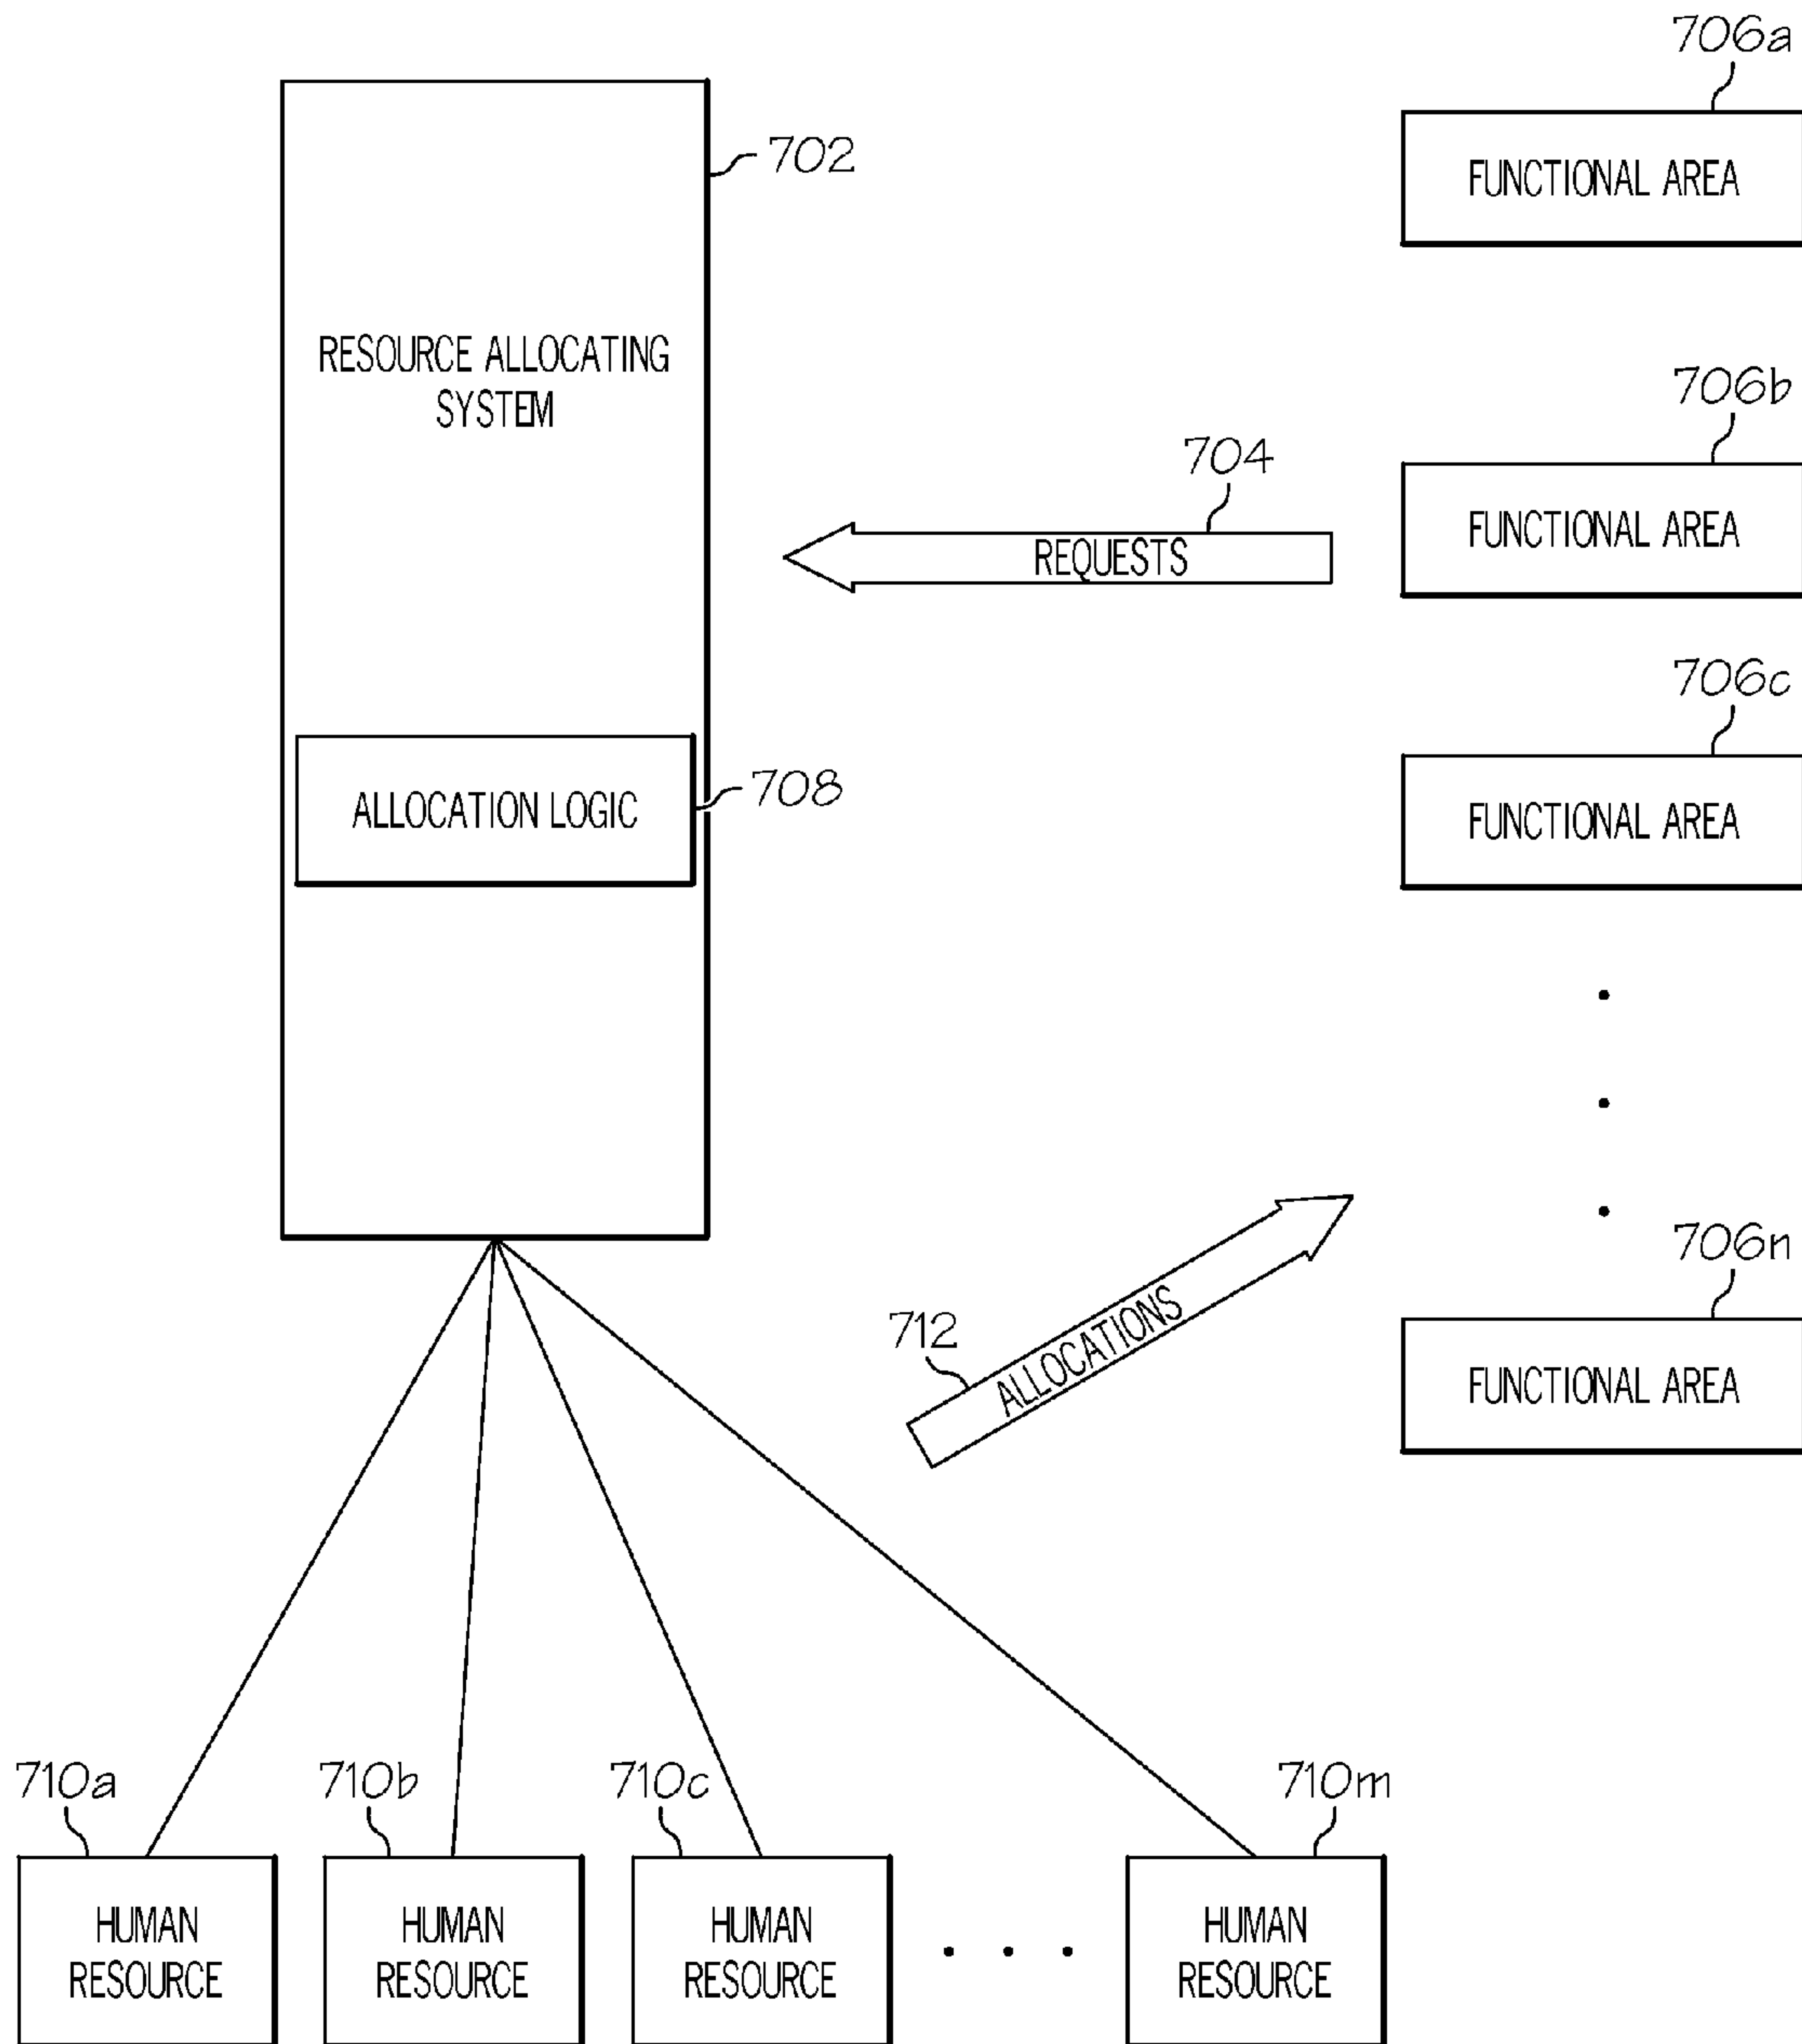 706a
FUNCTIONAL AREA
702
RESOURCE ALLOCATING
SYSTEM
706b
FUNCTIONAL AREA
704
REQUESTS
706c
FUNCTIONAL AREA
708
ALLOCATION LOGIC
706n
FUNCTIONAL AREA
712
ALLOCATIONS
710a
HUMAN
RESOURCE
710b
HUMAN
RESOURCE
710c
HUMAN
RESOURCE
. . .
710m
HUMAN
RESOURCE